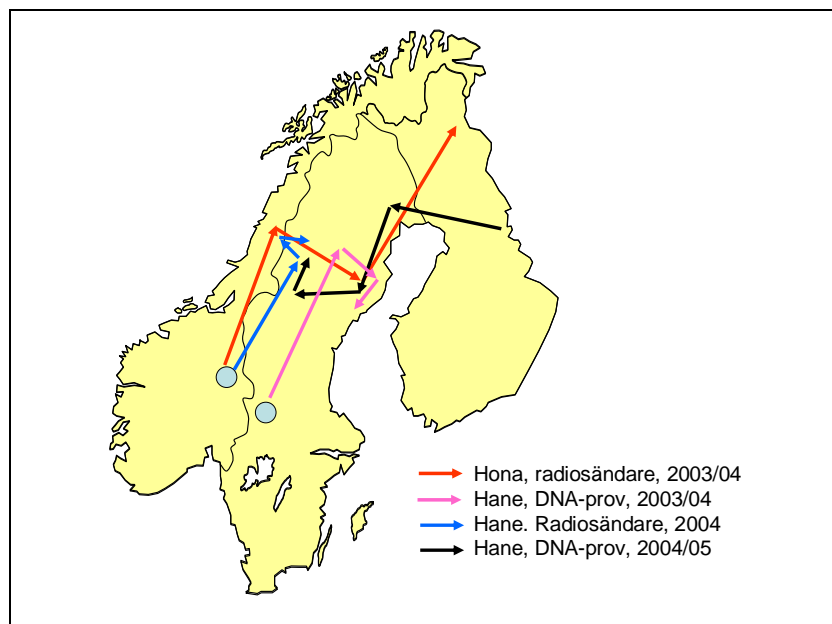 Hona, radiosändare, 2003/04
Hane, DNA-prov, 2003/04
Hane. Radiosändare, 2004
Hane, DNA-prov, 2004/05